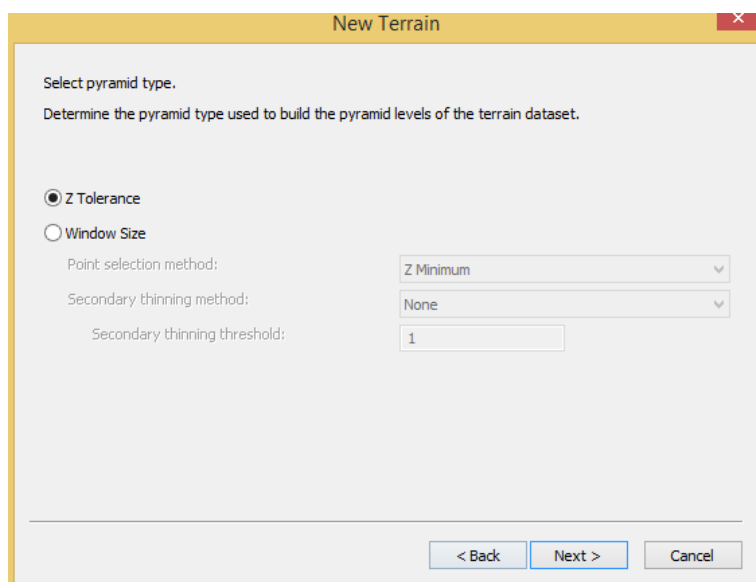 New Terrain
Select pyramid type.
Determine the pyramid type used to build the pyramid levels of the terrain dataset.
Z Tolerance
Window Size
Point selection method: Z Minimum
Secondary thinning method: None
Secondary thinning threshold: 1
< Back Next > Cancel